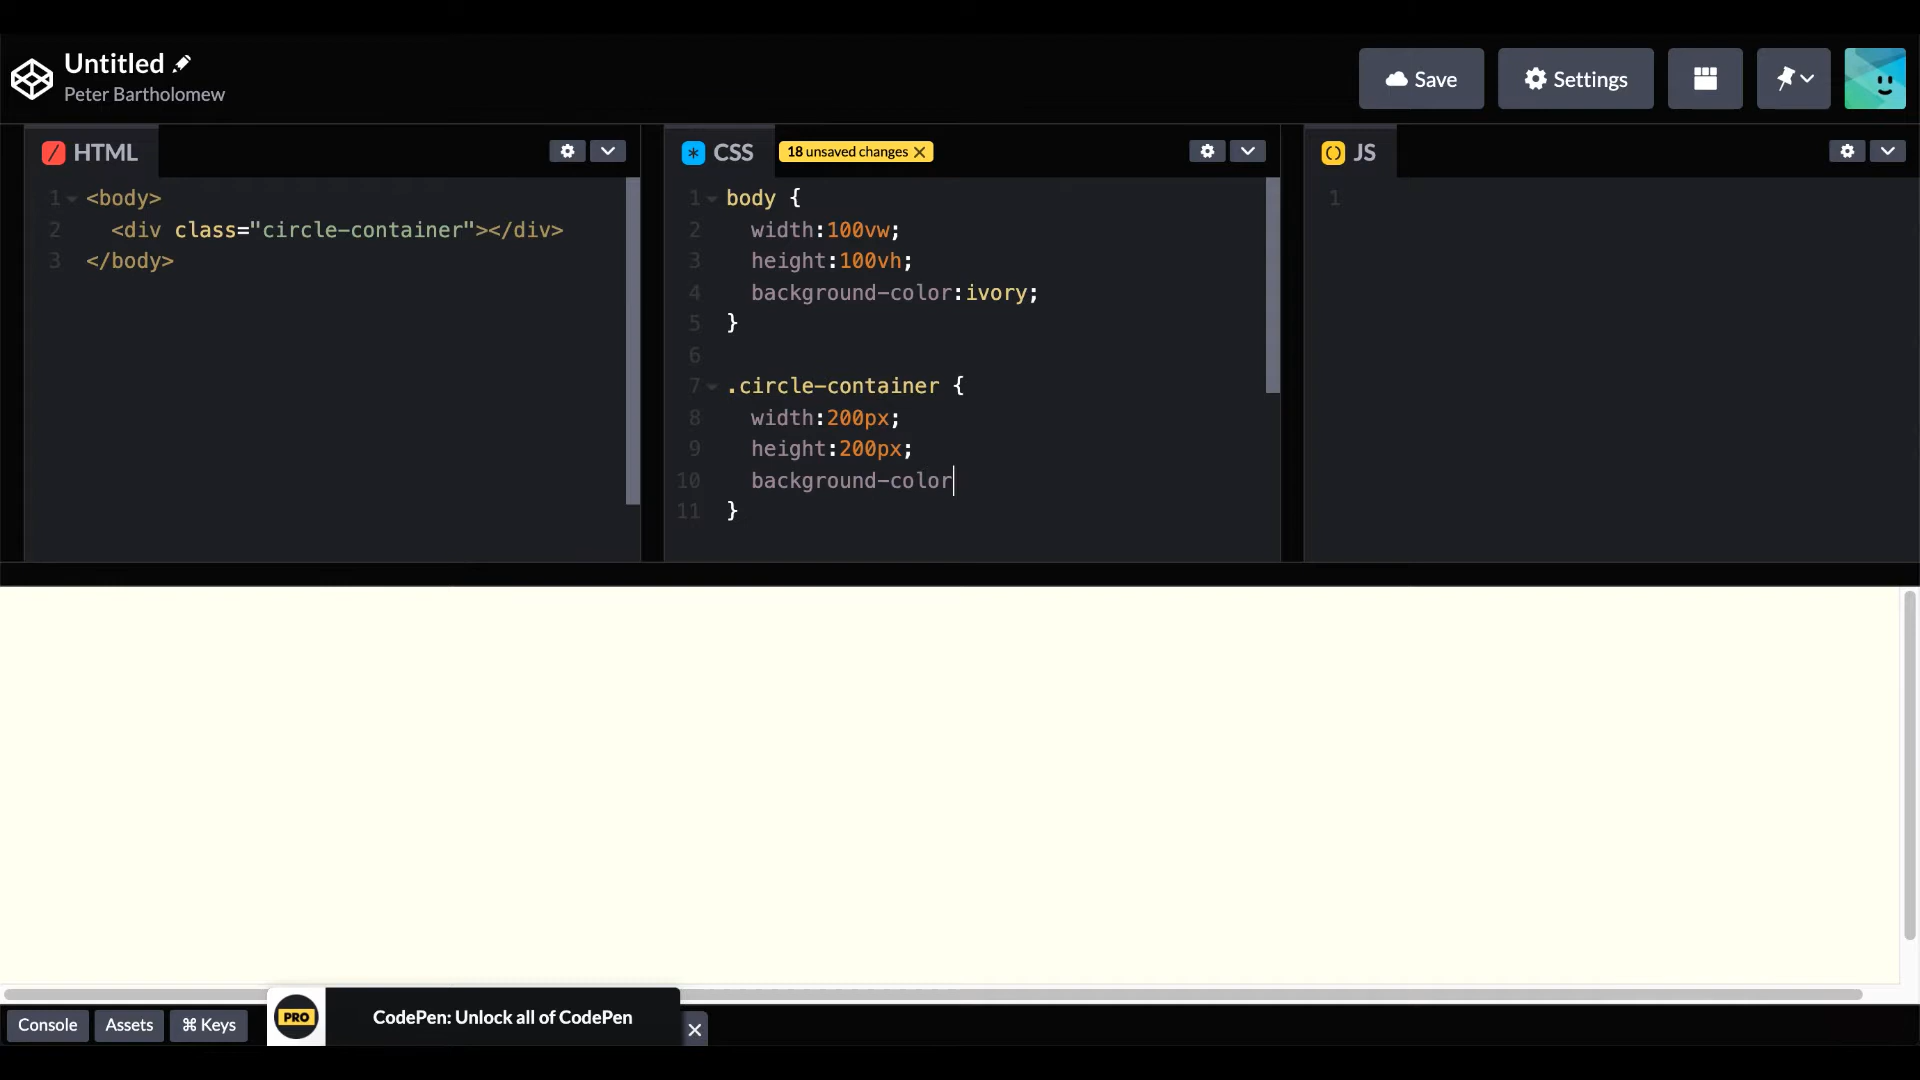 Untitled
Peter Bartholomew
Save
Settings
HTML
1 <body>
2 <div class="circle-container"></div>
3 </body>
CSS
18 unsaved changes
1 body {
2 width:100vw;
3 height:100vh;
4 background-color:ivory;
5 }
6
7 .circle-container {
8 width:200px;
9 height:200px;
10 background-color
11 }
JS
1
Console
Assets
⌘ Keys
PRO
CodePen: Unlock all of CodePen